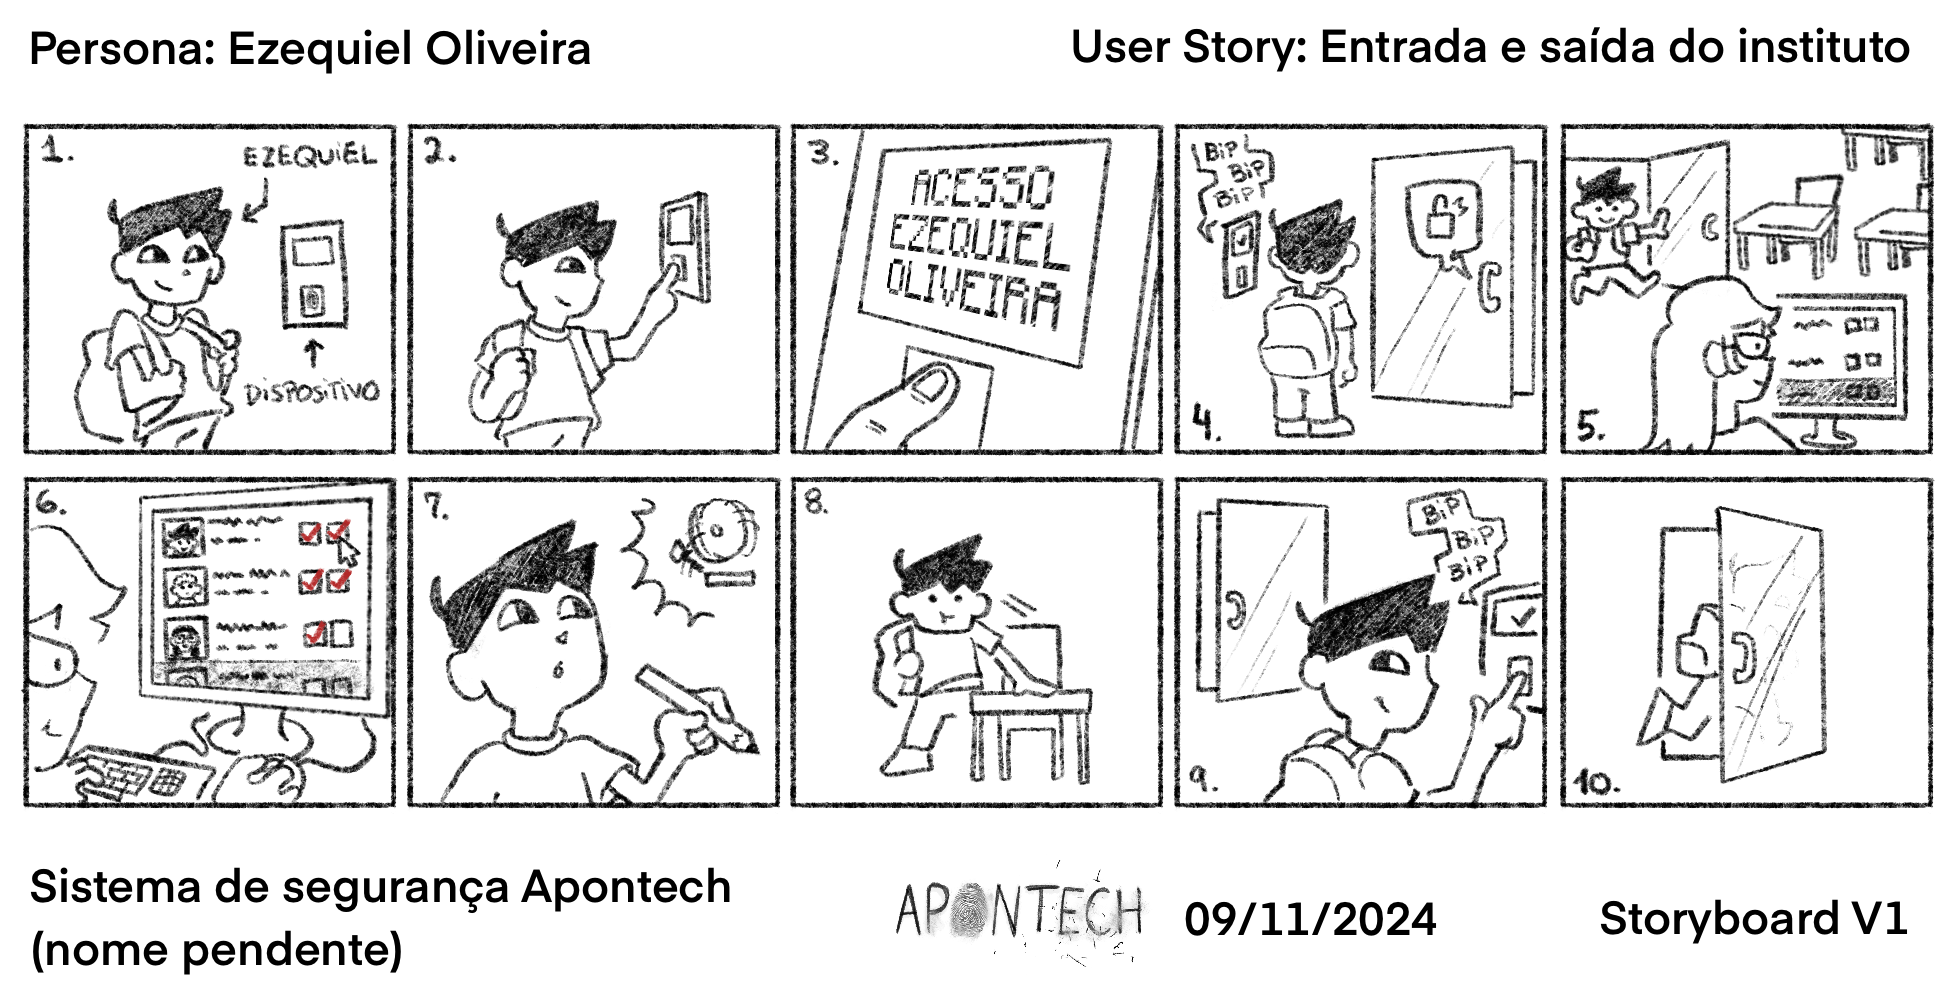 Persona: Ezequiel Oliveira
User Story: Entrada e saída do instituto
1.
EZEQUIEL
DISPOSITIVO
2.
3.
ACESSO
EZEQUIEL
OLIVEIRA
BiP
BiP
BiP
4.
5.
6.
7.
8.
BiP
BiP
BiP
9.
10.
Sistema de segurança Apontech
(nome pendente)
APONTECH
09/11/2024
Storyboard V1